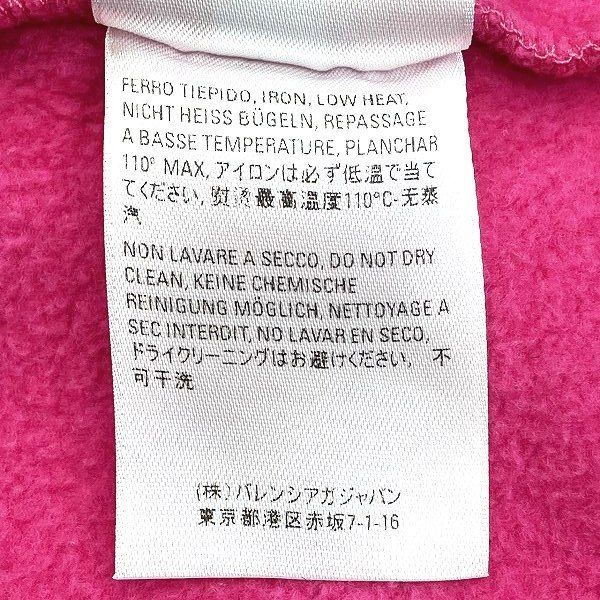 FERRO TIEPIDO, IRON, LOW HEAT,
NICHT HEISS BÜGELN, REPASSAGE
A BASSE TEMPERATURE, PLANCHAR
110° MAX, アイロンは必ず低温で当て
てください, 熨烫最高温度110°C-无蒸
汽
NON LAVARE A SECCO, DO NOT DRY
CLEAN, KEINE CHEMISCHE
REINIGUNG MÖGLICH, NETTOYAGE A
SEC INTERDIT, NO LAVAR EN SECO,
ドライクリーニングはお避けください, 不
可干洗
(株) バレンシアガジャパン
東京都港区赤坂7-1-16